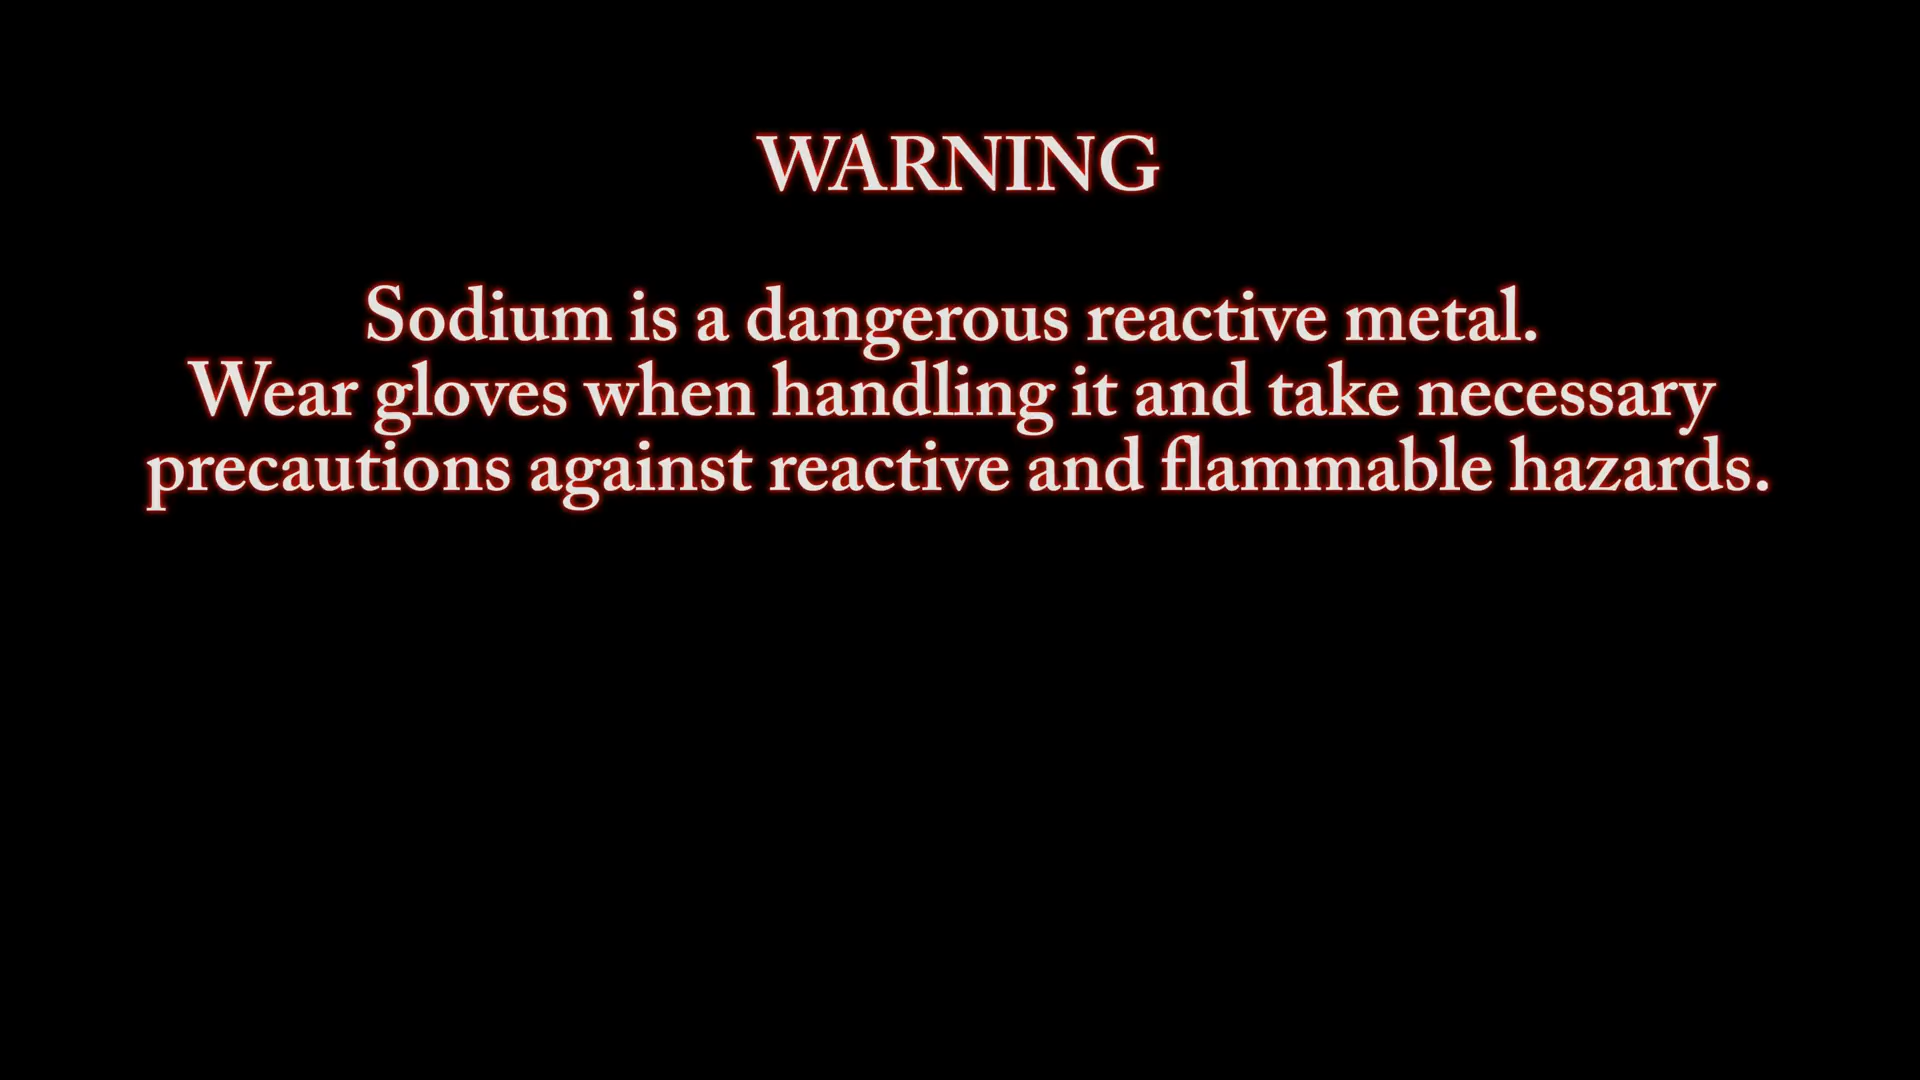 WARNING
Sodium is a dangerous reactive metal.
Wear gloves when handling it and take necessary
precautions against reactive and flammable hazards.